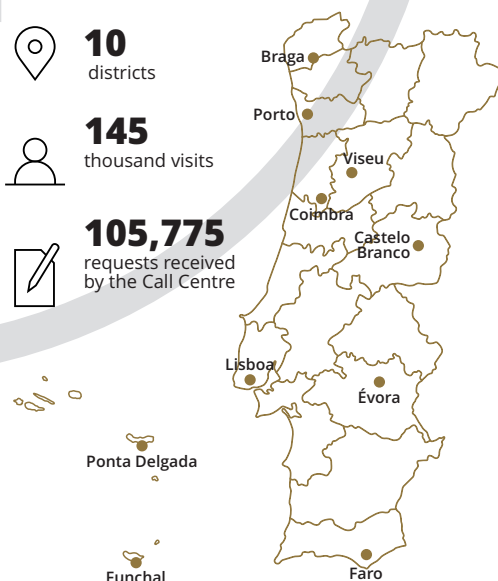 10
districts
145
thousand visits
105,775
requests received
by the Call Centre
Braga
Porto
Viseu
Coimbra
Castelo
Branco
Lisboa
Évora
Ponta Delgada
Funchal
Faro